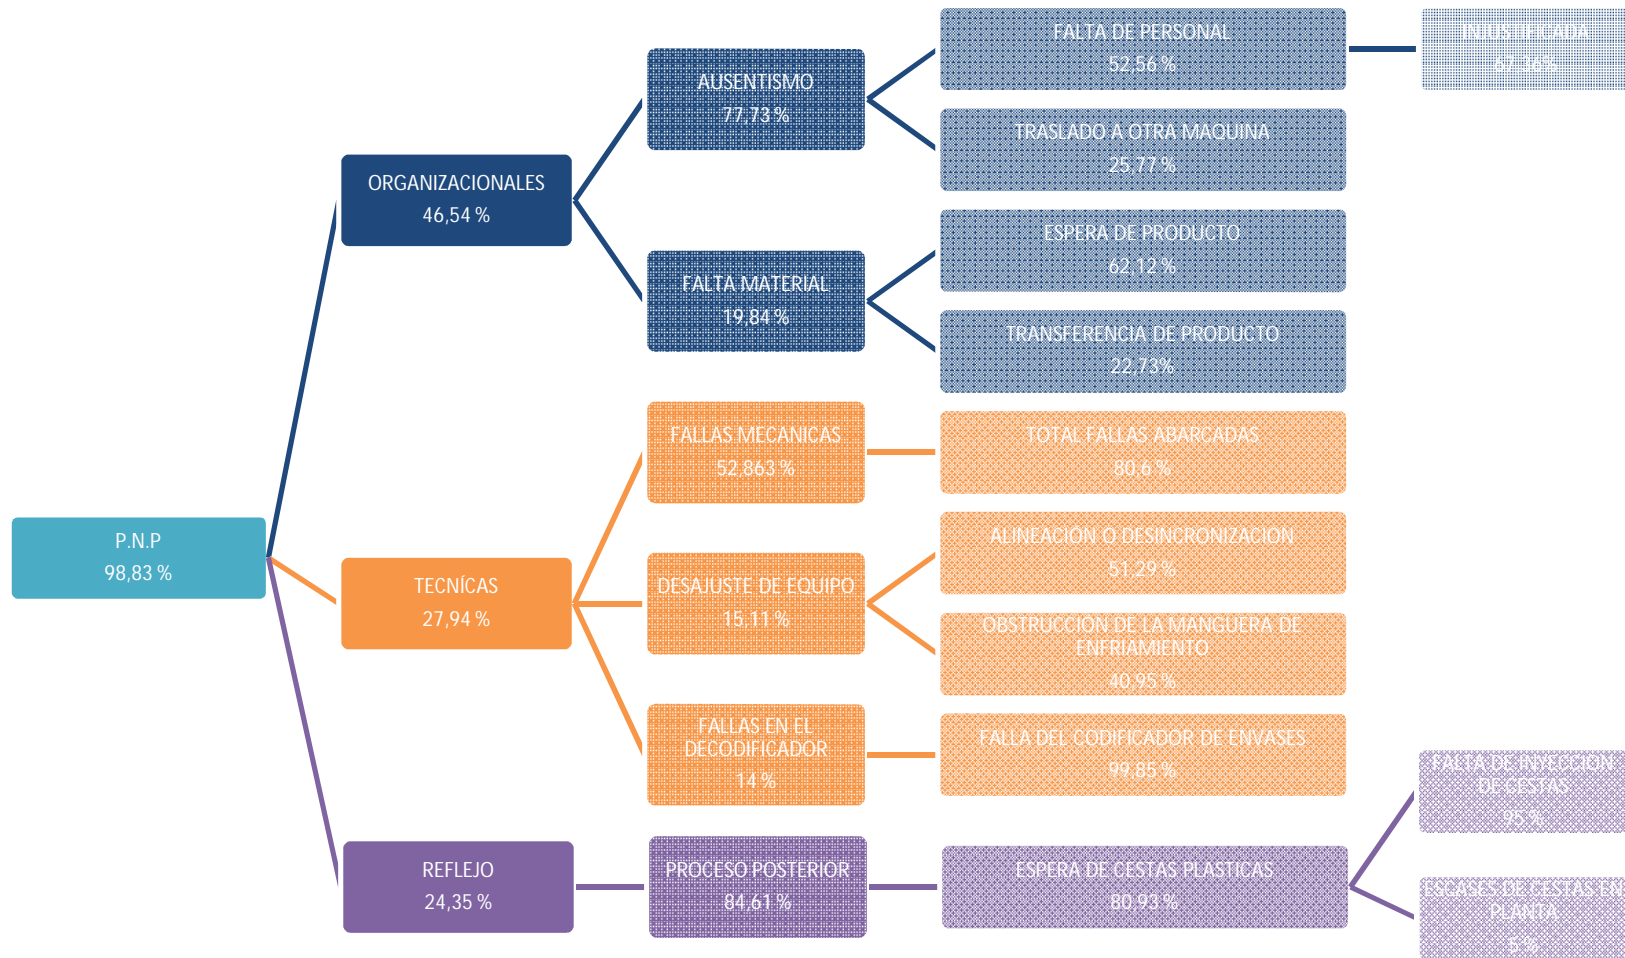 P.N.P
98,83 %
ORGANIZACIONALES
46,54 %
AUSENTISMO
77,73 %
FALTA DE PERSONAL
52,56 %
INJUSTIFICADA
67,36%
TRASLADO A OTRA MAQUINA
25,77 %
FALTA MATERIAL
19,84 %
ESPERA DE PRODUCTO
62,12 %
TRANSFERENCIA DE PRODUCTO
22,73%
TECNÍCAS
27,94 %
FALLAS MECANICAS
52,863 %
TOTAL FALLAS ABARCADAS
80,6 %
DESAJUSTE DE EQUIPO
15,11 %
ALINEACION O DESINCRONIZACION
51,29 %
OBSTRUCCION DE LA MANGUERA DE
ENFRIAMIENTO
40,95 %
FALLAS EN EL
DECODIFICADOR
14 %
FALLA DEL CODIFICADOR DE ENVASES
99,85 %
REFLEJO
24,35 %
PROCESO POSTERIOR
84,61 %
ESPERA DE CESTAS PLASTICAS
80,93 %
FALTA DE INYECCION
DE CESTAS
95 %
ESCASES DE CESTAS EN
PLANTA
5 %